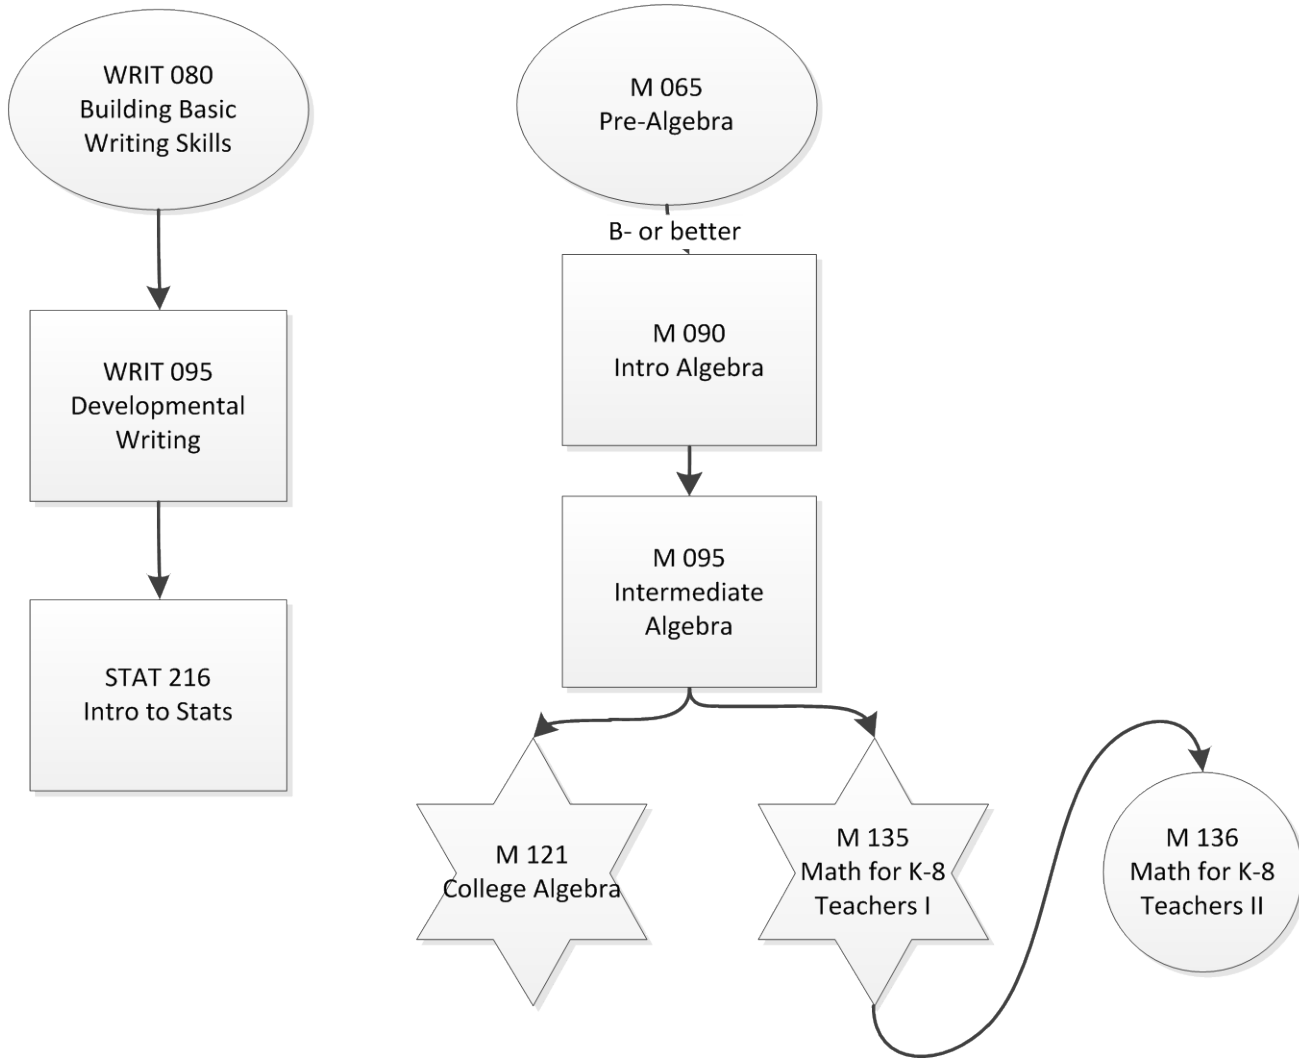 WRIT 080
Building Basic
Writing Skills
WRIT 095
Developmental
Writing
STAT 216
Intro to Stats
M 065
Pre-Algebra
B- or better
M 090
Intro Algebra
M 095
Intermediate
Algebra
M 121
College Algebra
M 135
Math for K-8
Teachers I
M 136
Math for K-8
Teachers II